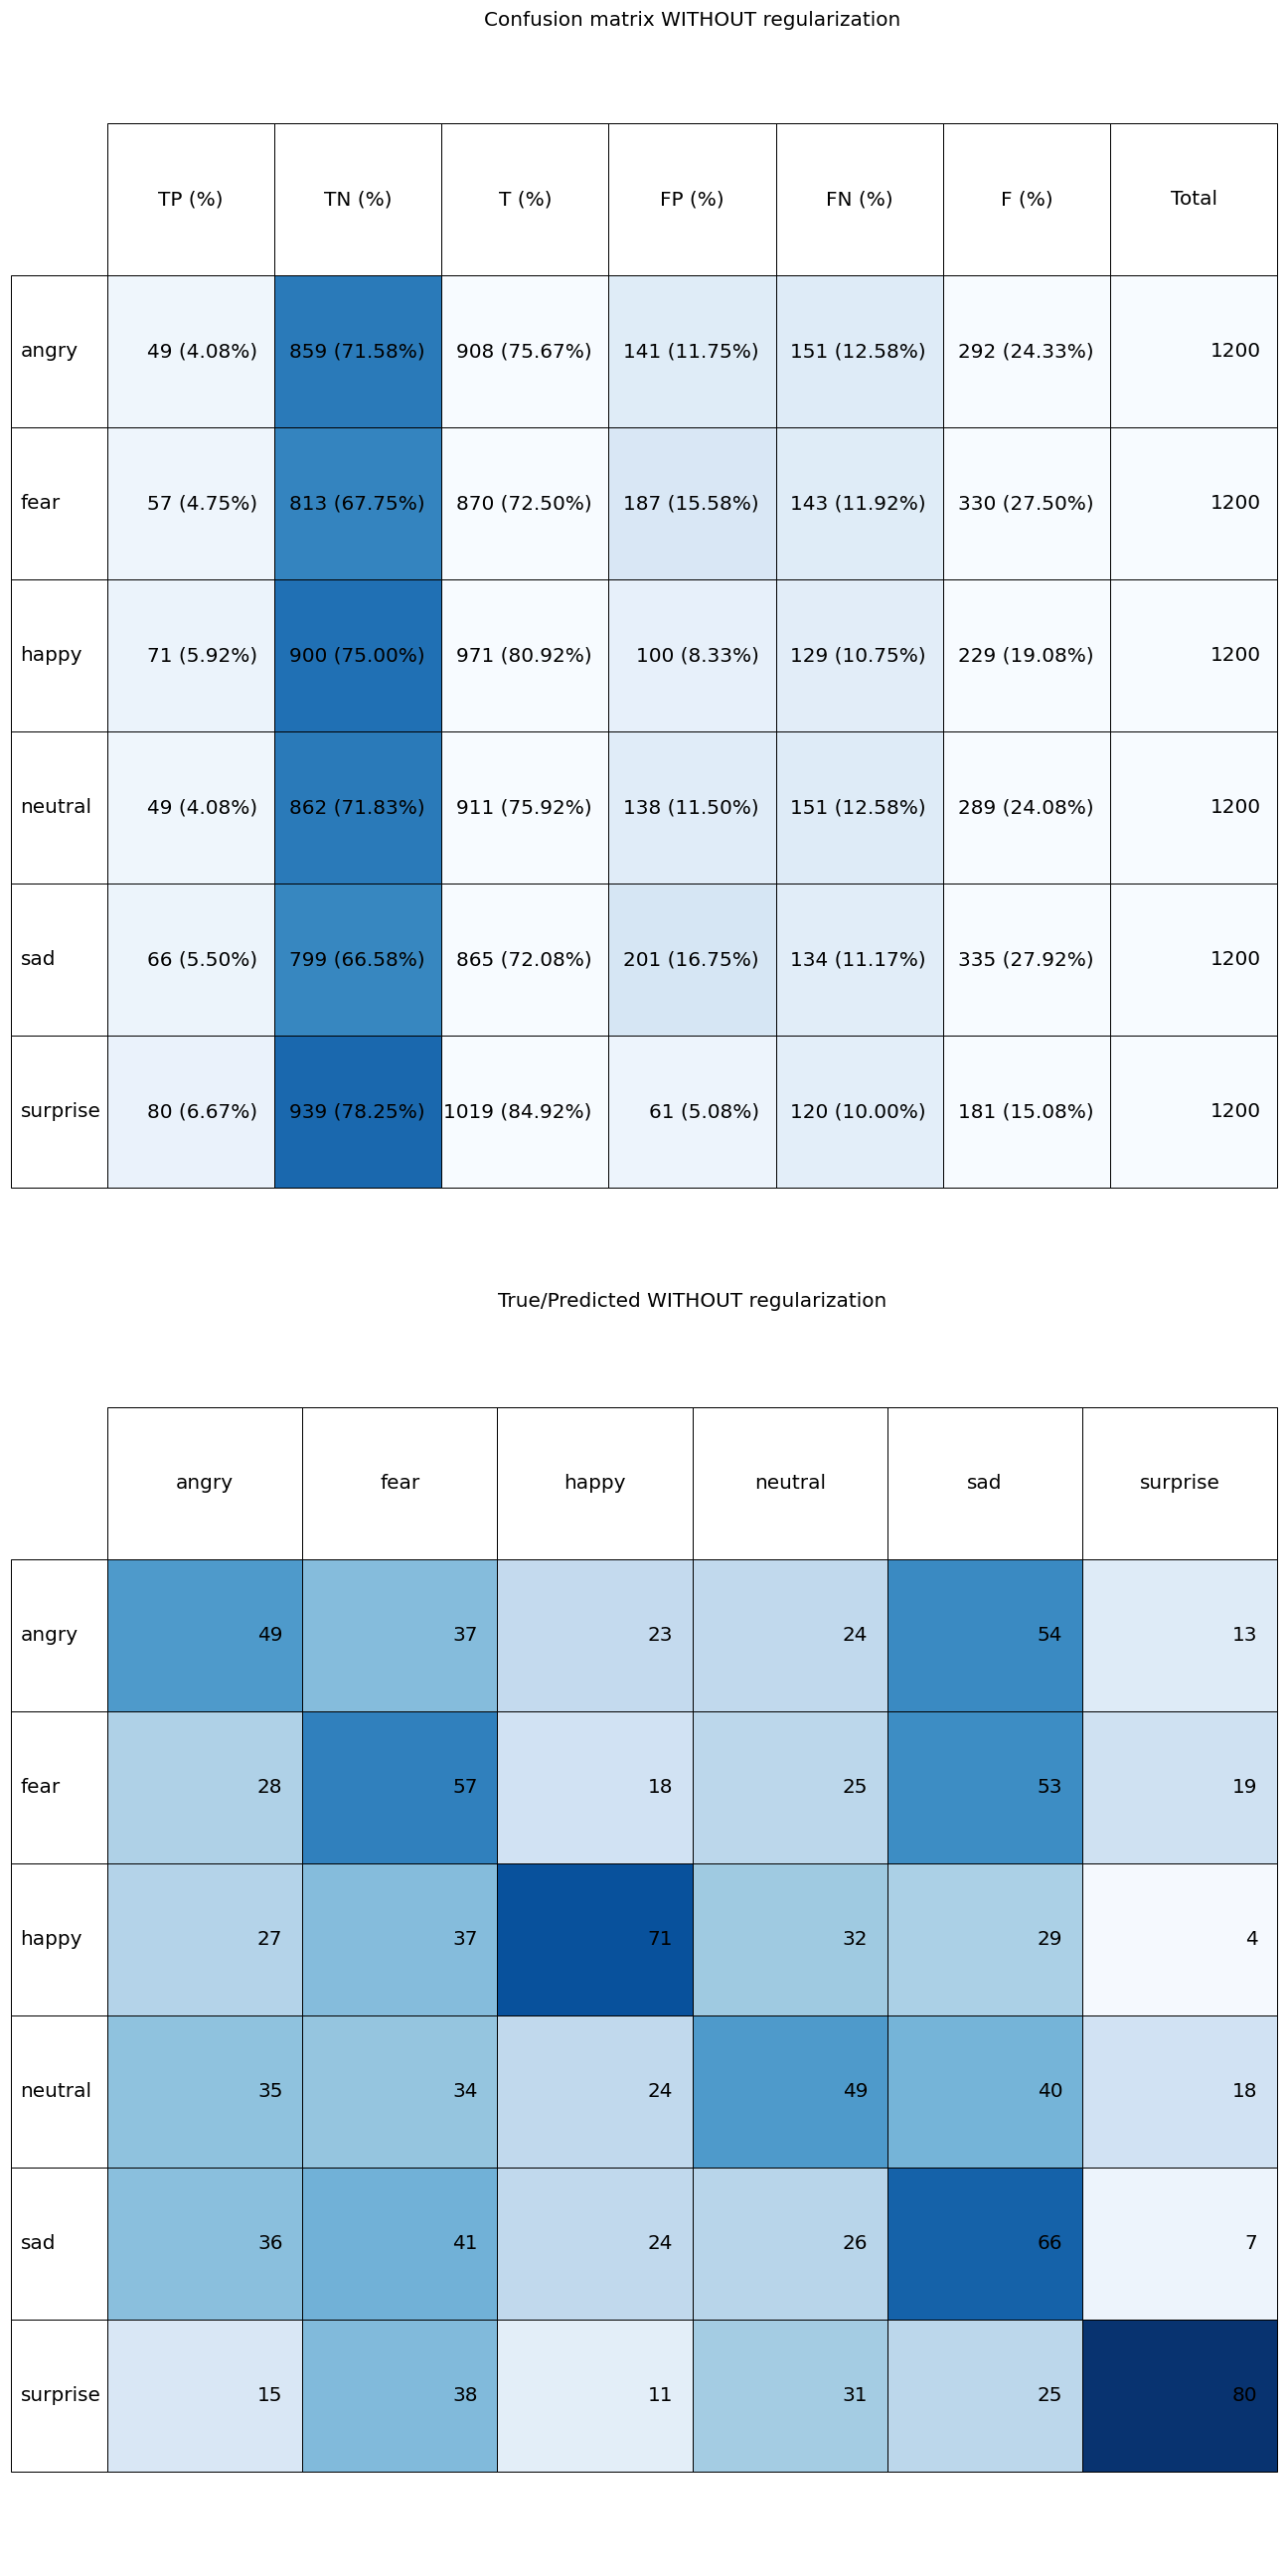 Confusion matrix WITHOUT regularization
TP (%) TN (%) T (%) FP (%) FN (%) F (%) Total
angry 49 (4.08%) 859 (71.58%) 908 (75.67%) 141 (11.75%) 151 (12.58%) 292 (24.33%) 1200
fear 57 (4.75%) 813 (67.75%) 870 (72.50%) 187 (15.58%) 143 (11.92%) 330 (27.50%) 1200
happy 71 (5.92%) 900 (75.00%) 971 (80.92%) 100 (8.33%) 129 (10.75%) 229 (19.08%) 1200
neutral 49 (4.08%) 862 (71.83%) 911 (75.92%) 138 (11.50%) 151 (12.58%) 289 (24.08%) 1200
sad 66 (5.50%) 799 (66.58%) 865 (72.08%) 201 (16.75%) 134 (11.17%) 335 (27.92%) 1200
surprise 80 (6.67%) 939 (78.25%) 1019 (84.92%) 61 (5.08%) 120 (10.00%) 181 (15.08%) 1200
True/Predicted WITHOUT regularization
angry fear happy neutral sad surprise
angry 49 37 23 24 54 13
fear 28 57 18 25 53 19
happy 27 37 71 32 29 4
neutral 35 34 24 49 40 18
sad 36 41 24 26 66 7
surprise 15 38 11 31 25 80